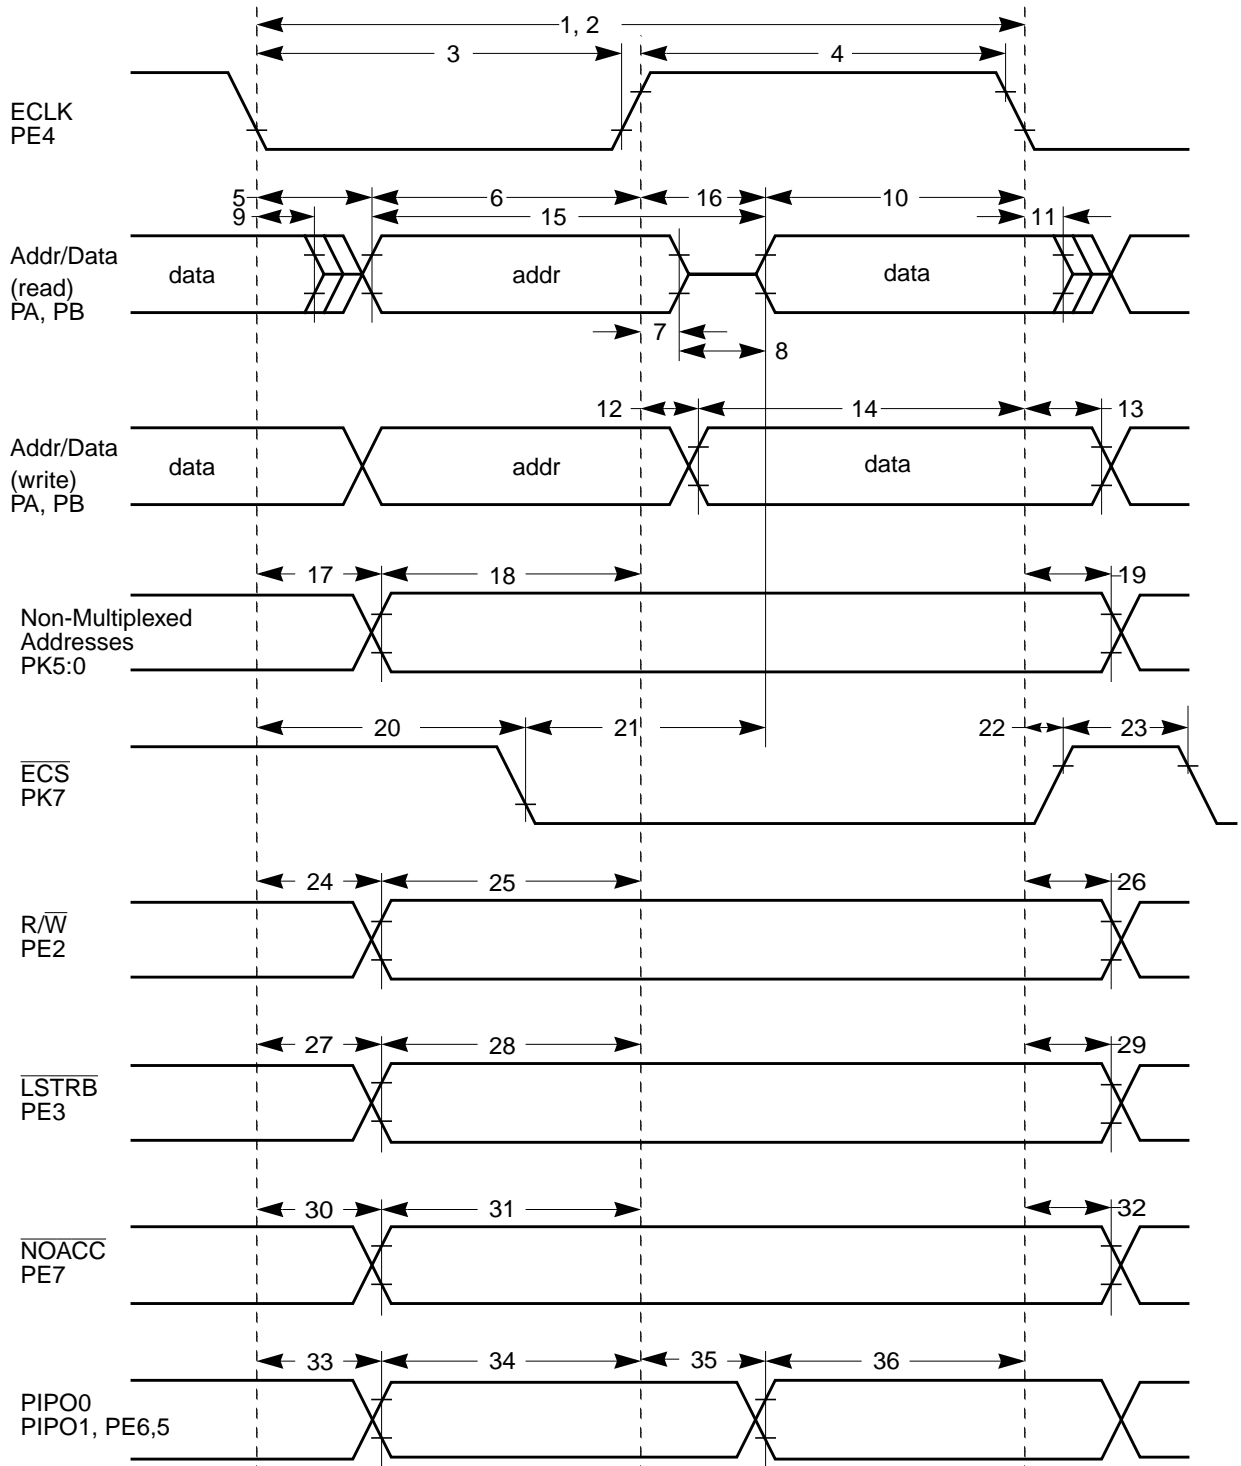 1, 2
3 4
ECLK
PE4
5 6 16 10
9 15 11
Addr/Data
(read)
PA, PB
data addr data
7
8
12 14 13
Addr/Data
(write)
PA, PB
data addr data
17 18 19
Non-Multiplexed
Addresses
PK5:0
20 21 22 23
ECS
PK7
24 25 26
R/W
PE2
27 28 29
LSTRB
PE3
30 31 32
NOACC
PE7
33 34 35 36
PIPO0
PIPO1, PE6,5